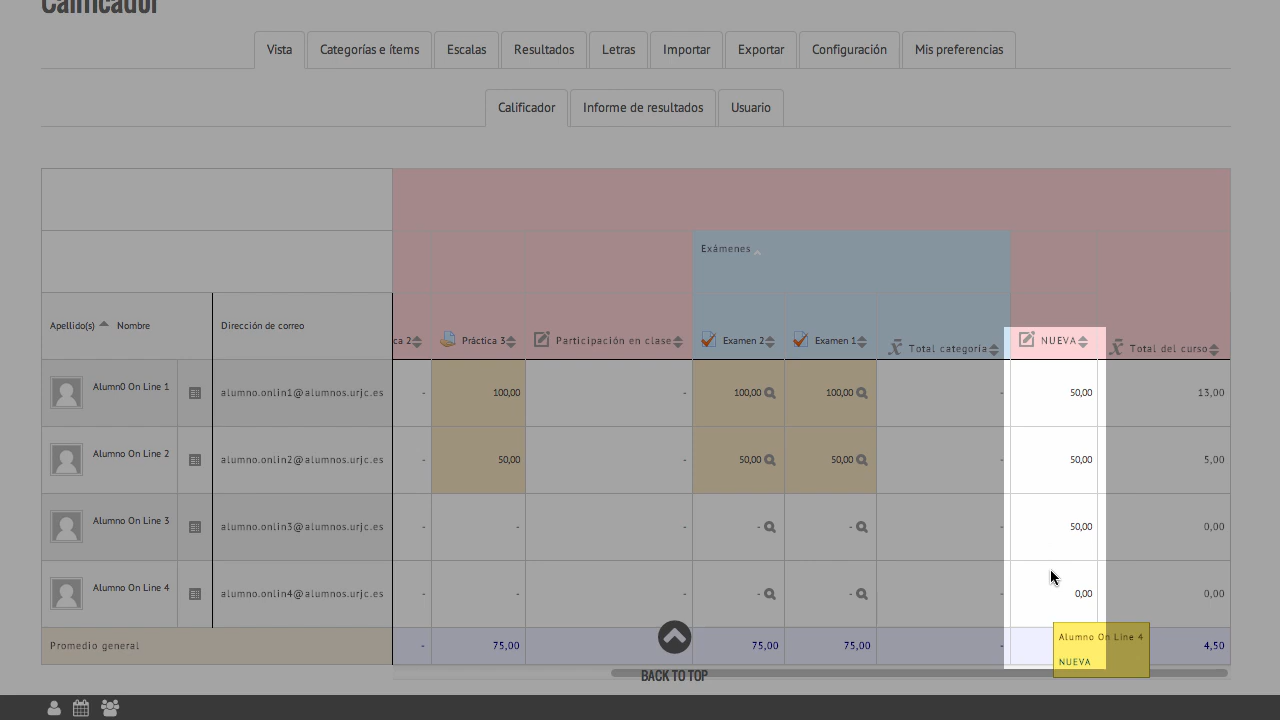 Calificador
Vista Categorías e ítems Escalas Resultados Letras Importar Exportar Configuración Mis preferencias
Calificador Informe de resultados Usuario
Exámenes
Apellido(s) Nombre Dirección de correo ca 2 Práctica 3 Participación en clase Examen 2 Examen 1 x̄ Total categoría NUEVA x̄ Total del curso
Alumn0 On Line 1 alumno.onlin1@alumnos.urjc.es - 100,00 - 100,00 100,00 - 50,00 13,00
Alumno On Line 2 alumno.onlin2@alumnos.urjc.es - 50,00 - 50,00 50,00 - 50,00 5,00
Alumno On Line 3 alumno.onlin3@alumnos.urjc.es - - - - - - 50,00 0,00
Alumno On Line 4 alumno.onlin4@alumnos.urjc.es - - - - - - 0,00 0,00
Promedio general - 75,00 75,00 75,00 - 4,50
Alumno On Line 4
NUEVA
BACK TO TOP